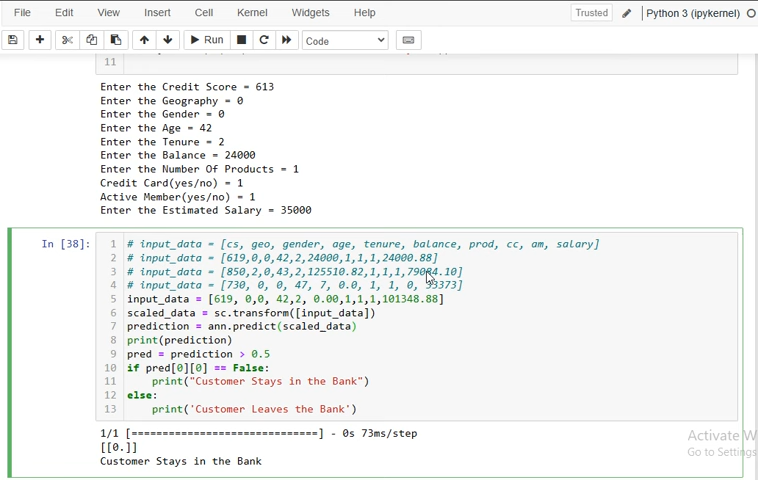 File Edit View Insert Cell Kernel Widgets Help Trusted Python 3 (ipykernel)
Run Code
11
Enter the Credit Score = 613
Enter the Geography = 0
Enter the Gender = 0
Enter the Age = 42
Enter the Tenure = 2
Enter the Balance = 24000
Enter the Number Of Products = 1
Credit Card(yes/no) = 1
Active Member(yes/no) = 1
Enter the Estimated Salary = 35000
In [38]:
1 # input_data = [cs, geo, gender, age, tenure, balance, prod, cc, am, salary]
2 # input_data = [619,0,0,42,2,24000,1,1,1,24000.88]
3 # input_data = [850,2,0,43,2,125510.82,1,1,1,79084.10]
4 # input_data = [730, 0, 0, 47, 7, 0.0, 1, 1, 0, 33373]
5 input_data = [619, 0,0, 42,2, 0.00,1,1,1,101348.88]
6 scaled_data = sc.transform([input_data])
7 prediction = ann.predict(scaled_data)
8 print(prediction)
9 pred = prediction > 0.5
10 if pred[0][0] == False:
11     print("Customer Stays in the Bank")
12 else:
13     print('Customer Leaves the Bank')
1/1 [==============================] - 0s 73ms/step
[[0.]]
Customer Stays in the Bank
Activate W
Go to Settings